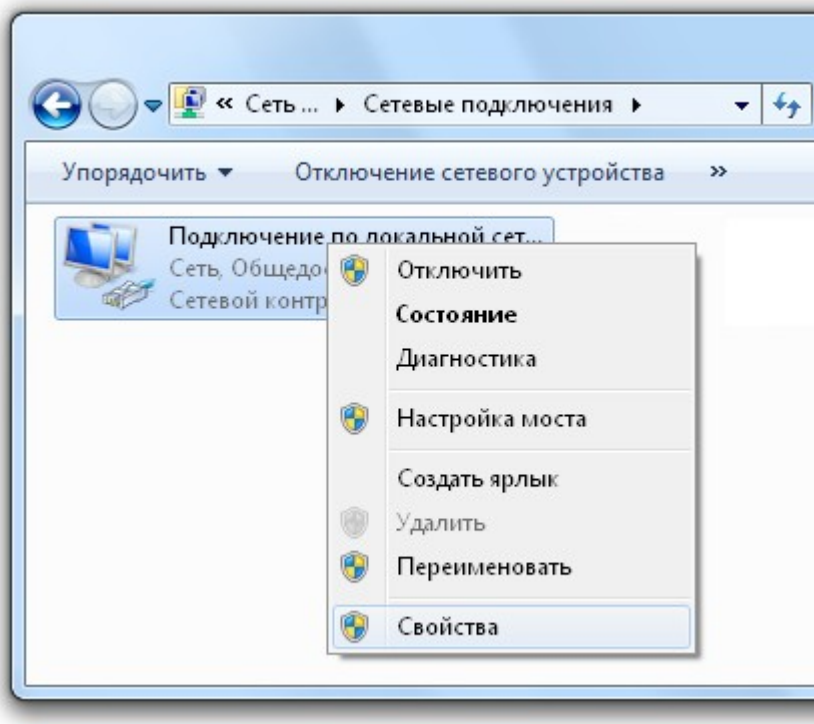 « Сеть ... ▸ Сетевые подключения ▸
Упорядочить ▾ Отключение сетевого устройства »
Подключение по локальной сет...
Сеть, Общедо
Сетевой контр
Отключить
Состояние
Диагностика
Настройка моста
Создать ярлык
Удалить
Переименовать
Свойства